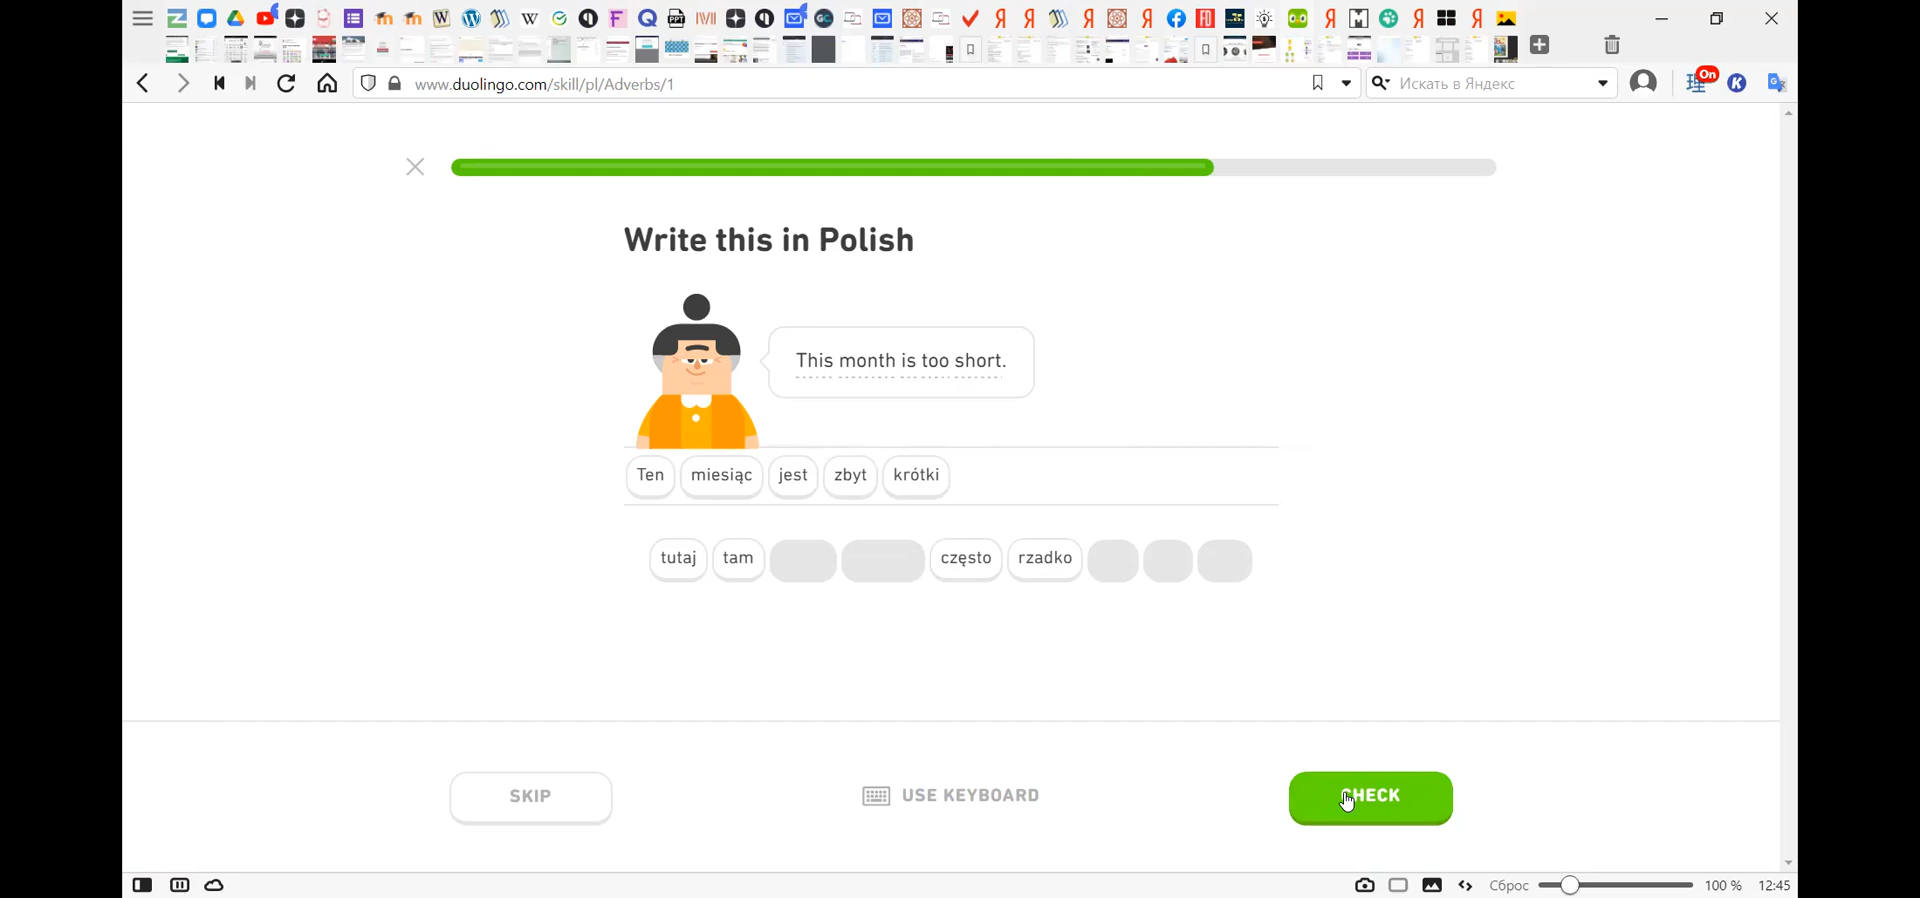 On
www.duolingo.com/skill/pl/Adverbs/1
Искать в Яндекс
Write this in Polish
This month is too short.
Ten miesiąc jest zbyt krótki
tutaj tam często rzadko
SKIP
USE KEYBOARD
CHECK
Сброс
100 %
12:45